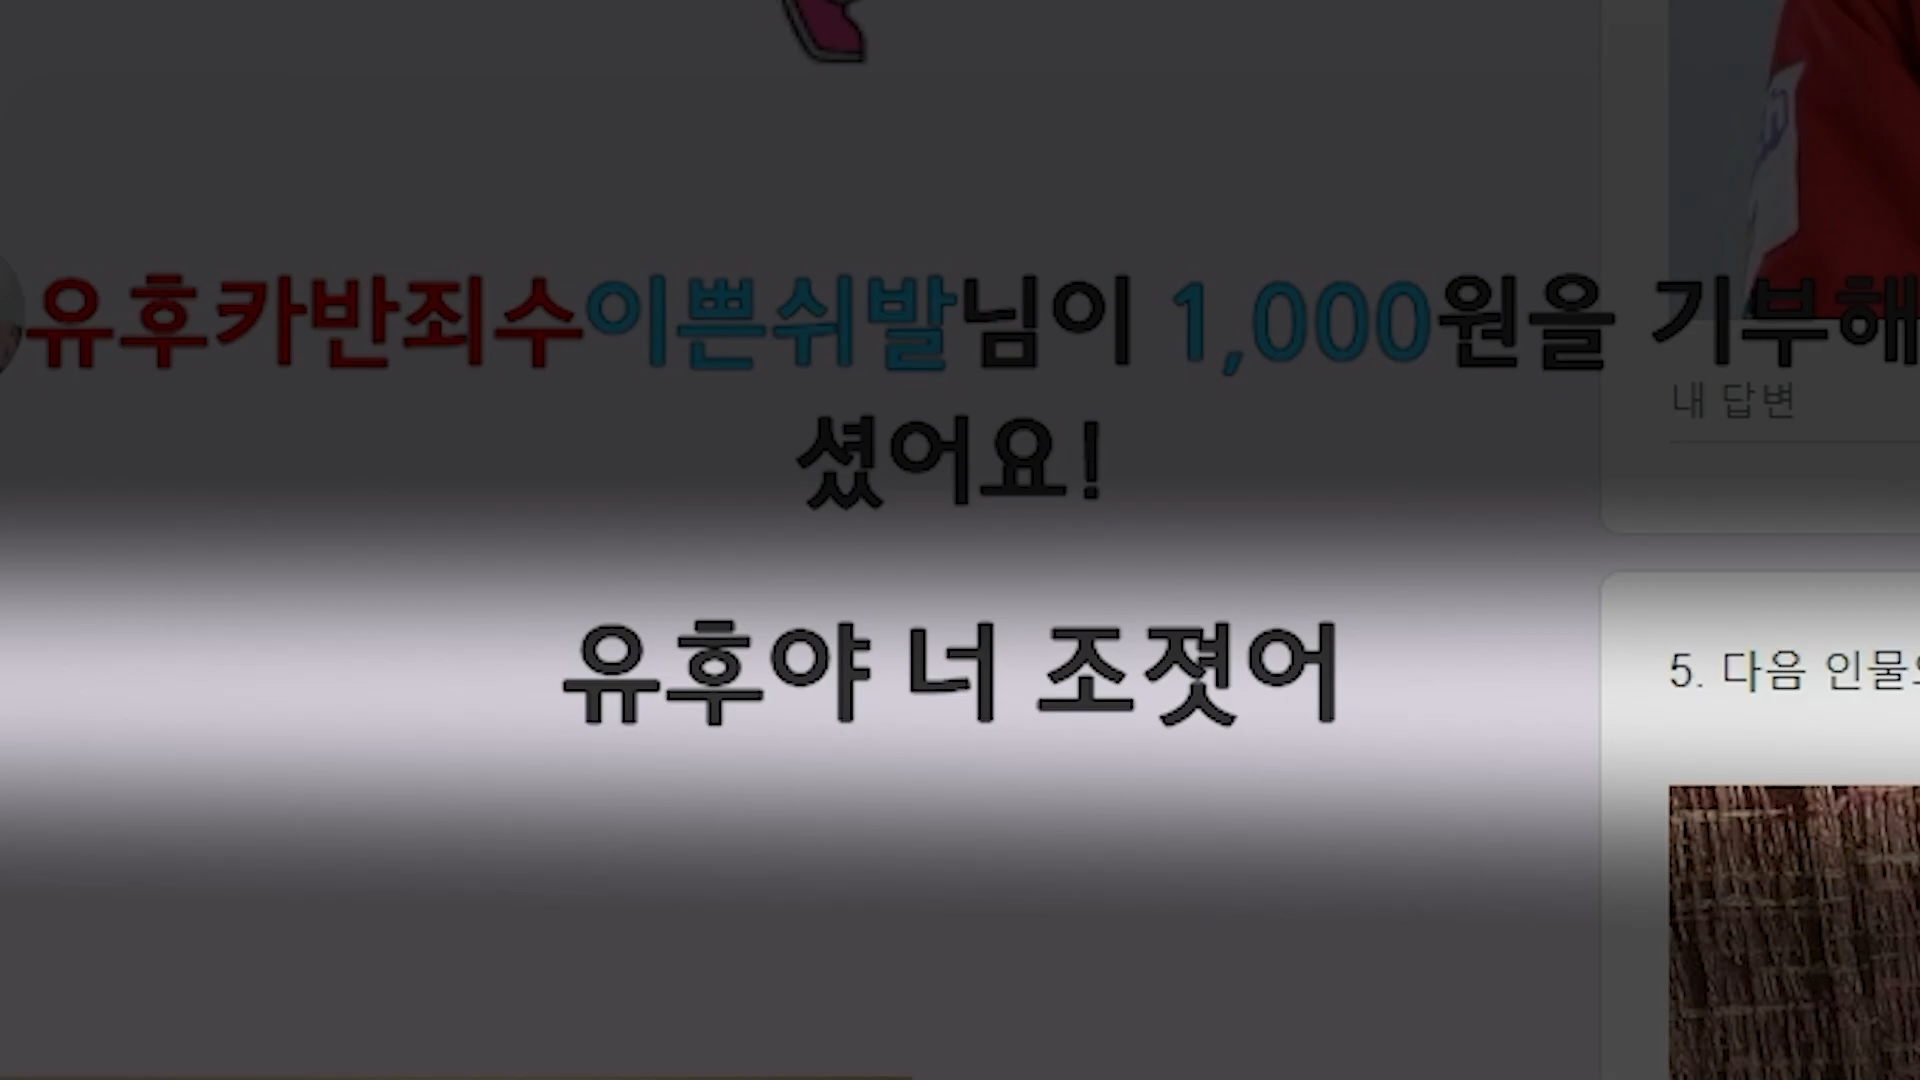 유후카반죄수이쁜쉬발님이 1,000원을 기부해
셨어요!
유후야 너 조졋어
내 답변
5. 다음 인물